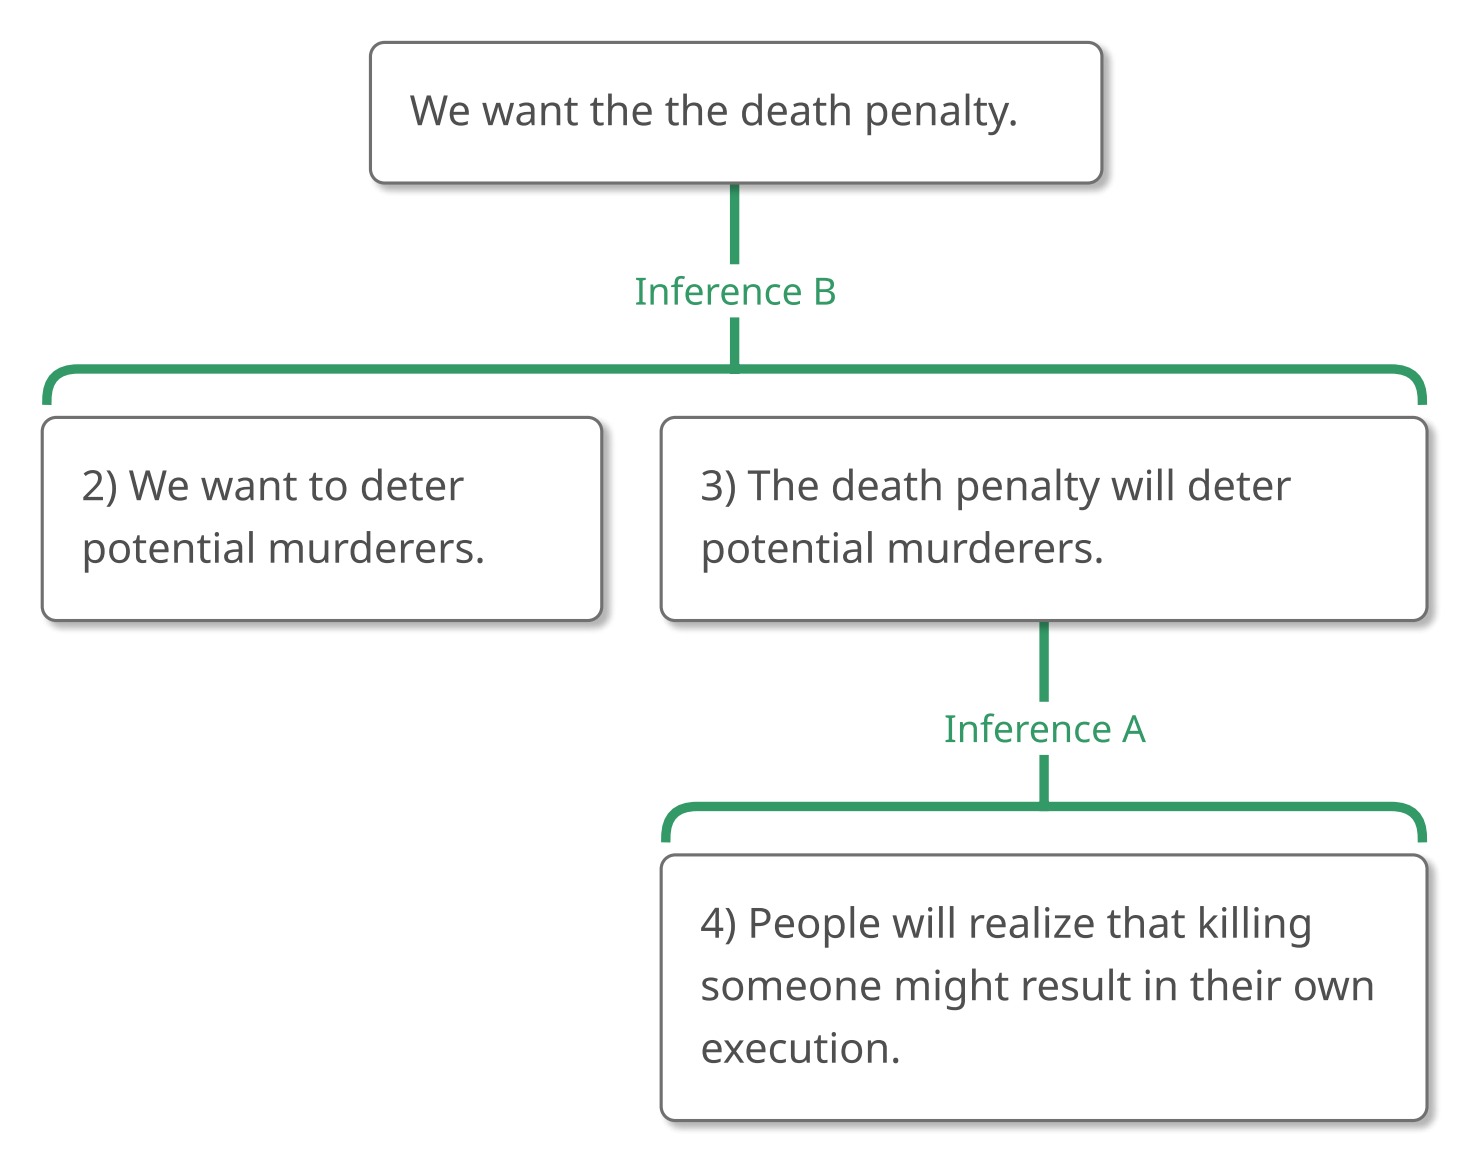 We want the the death penalty.
Inference B
2) We want to deter
potential murderers.
3) The death penalty will deter
potential murderers.
Inference A
4) People will realize that killing
someone might result in their own
execution.